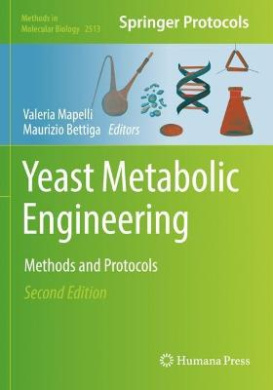 Methods in
Molecular Biology 2513
Springer Protocols
Valeria Mapelli
Maurizio Bettiga Editors
Yeast Metabolic
Engineering
Methods and Protocols
Second Edition
Humana Press